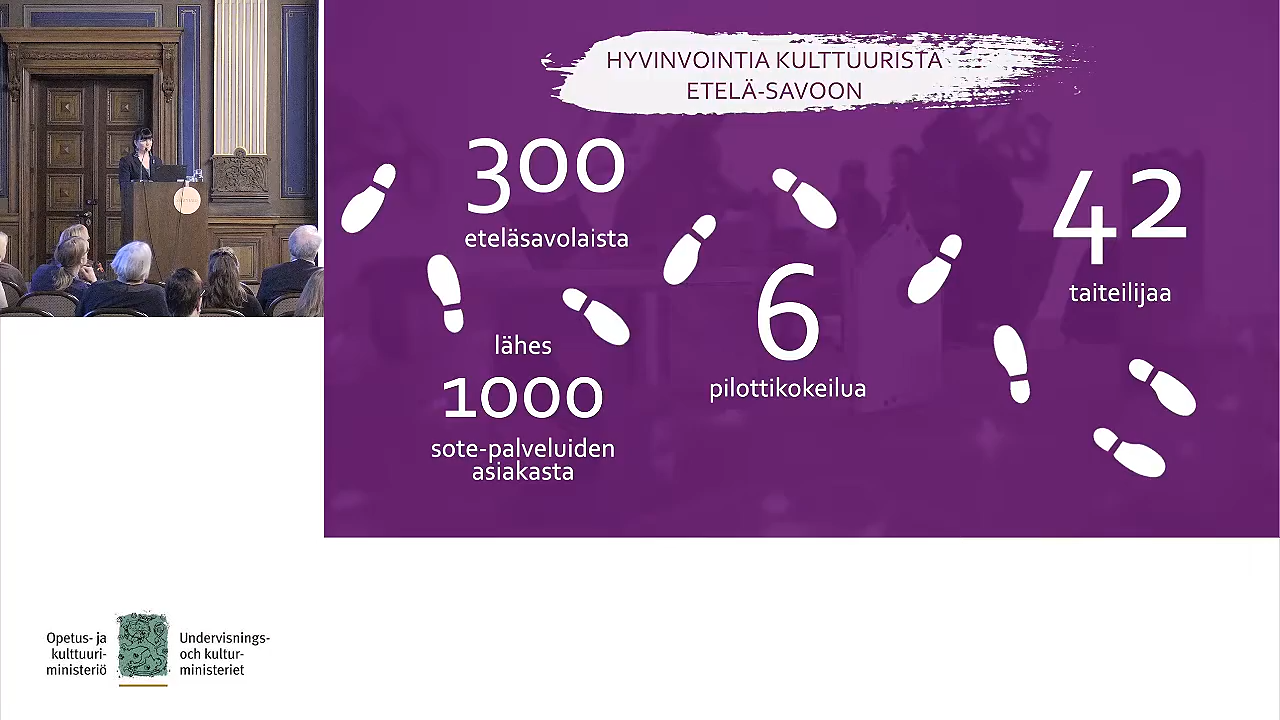 HYVINVOINTIA KULTTUURISTA
ETELÄ-SAVOON
300
eteläsavolaista
lähes
1000
sote-palveluiden
asiakasta
6
pilottikokeilua
42
taiteilijaa
Opetus- ja
kulttuuri-
ministeriö
Undervisnings-
och kultur-
ministeriet